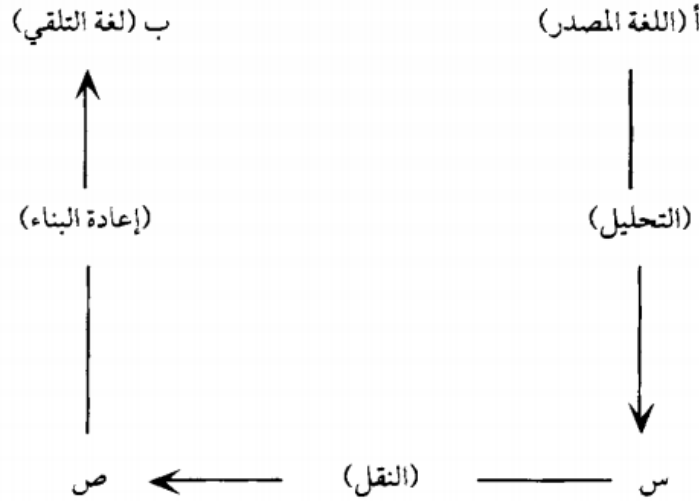 أ (اللغة المصدر)
ب (لغة التلقي)
(التحليل)
(إعادة البناء)
س
(النقل)
ص